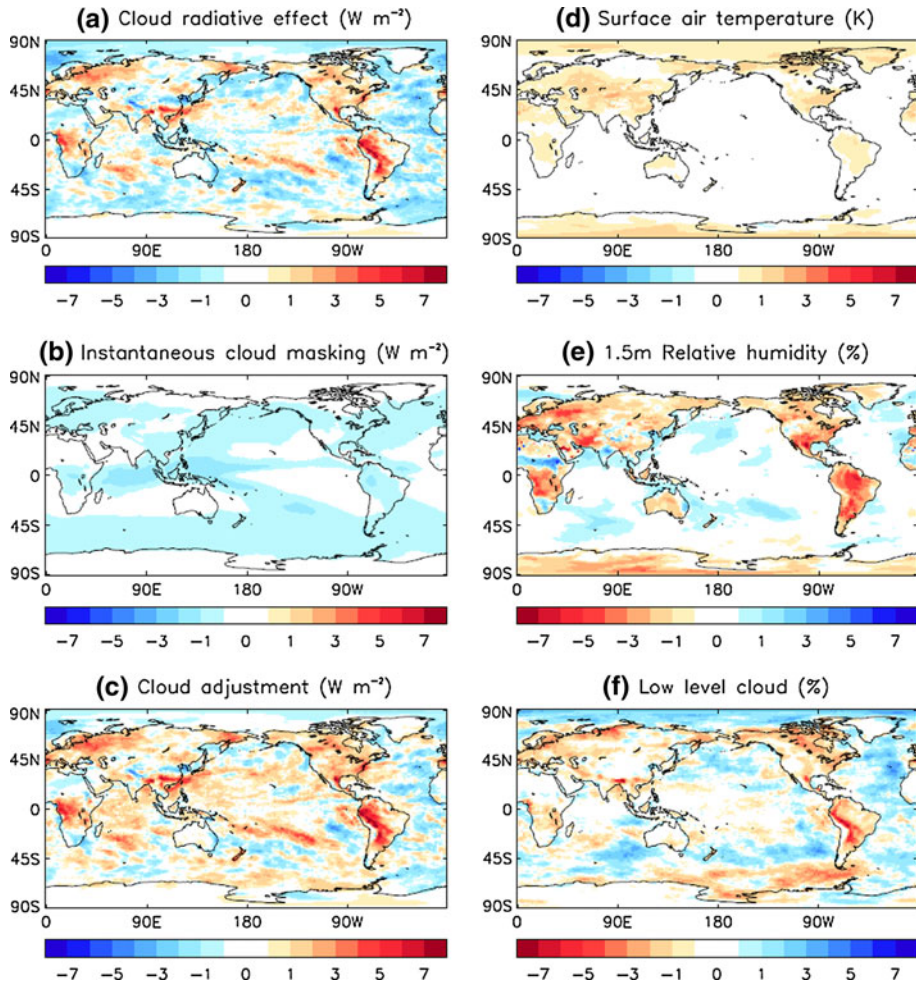 (a) Cloud radiative effect (W m⁻²)
90N
45N
0
45S
90S
0 90E 180 90W
-7 -5 -3 -1 0 1 3 5 7
(b) Instantaneous cloud masking (W m⁻²)
90N
45N
0
45S
90S
0 90E 180 90W
-7 -5 -3 -1 0 1 3 5 7
(c) Cloud adjustment (W m⁻²)
90N
45N
0
45S
90S
0 90E 180 90W
-7 -5 -3 -1 0 1 3 5 7
(d) Surface air temperature (K)
90N
45N
0
45S
90S
0 90E 180 90W
-7 -5 -3 -1 0 1 3 5 7
(e) 1.5m Relative humidity (%)
90N
45N
0
45S
90S
0 90E 180 90W
-7 -5 -3 -1 0 1 3 5 7
(f) Low level cloud (%)
90N
45N
0
45S
90S
0 90E 180 90W
-7 -5 -3 -1 0 1 3 5 7